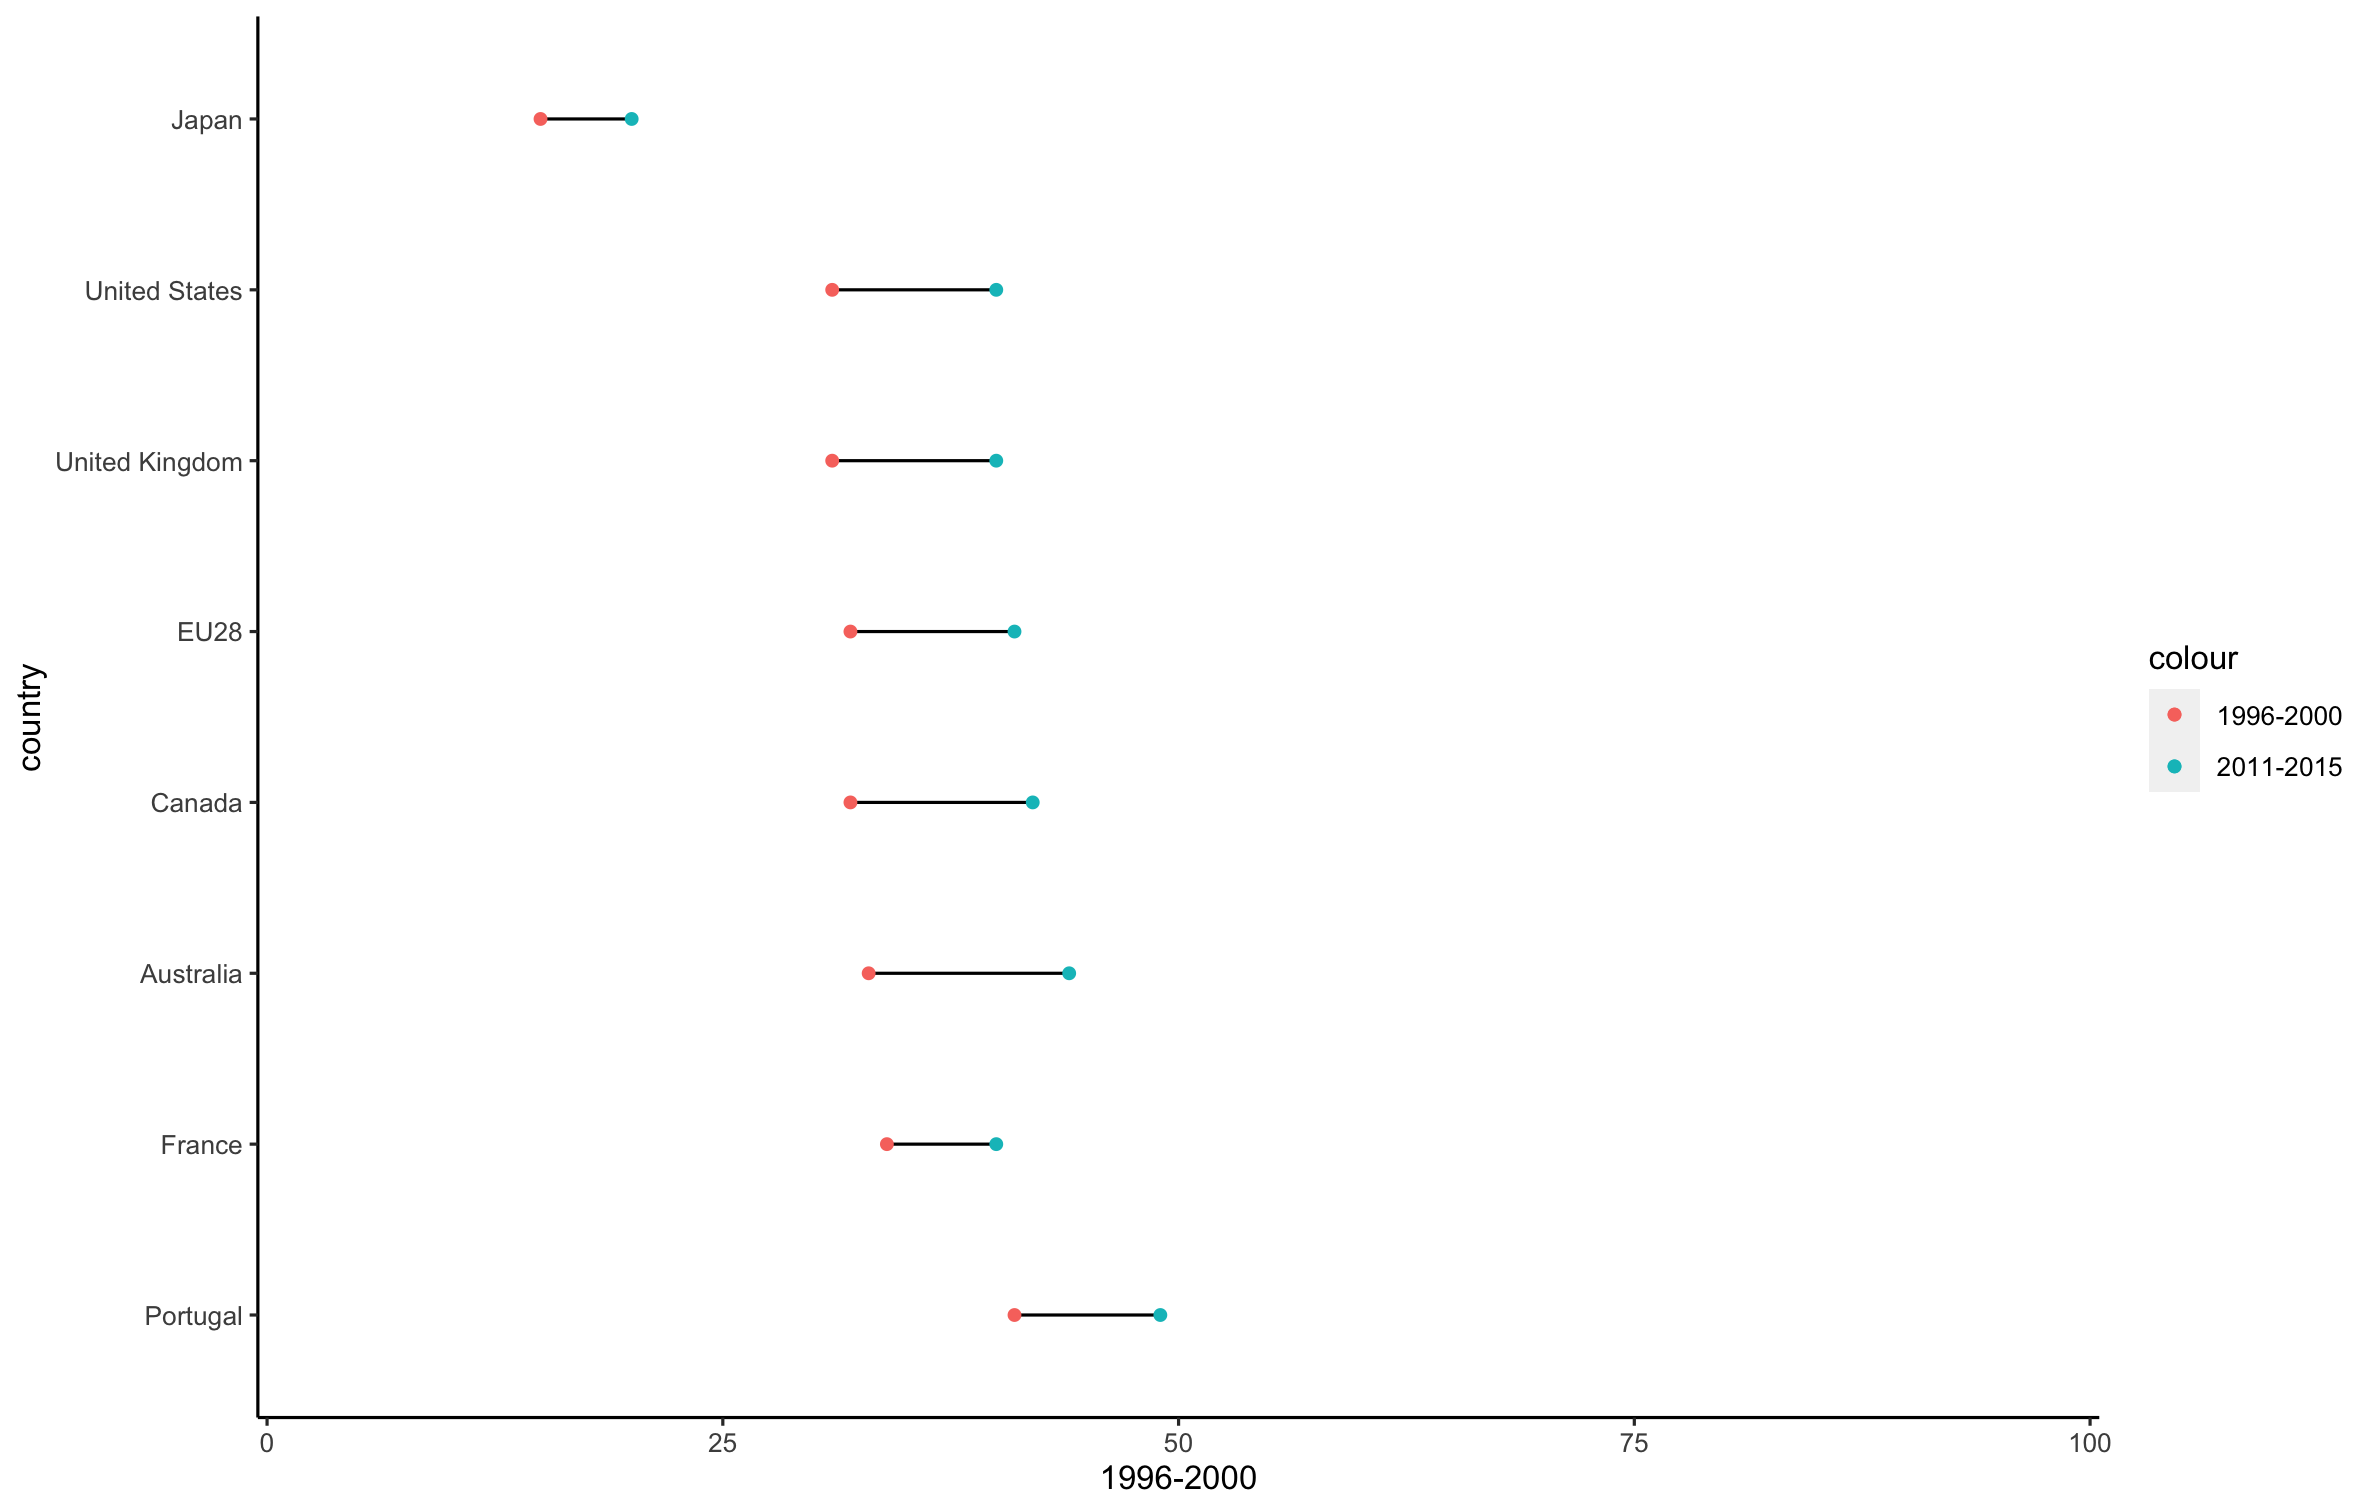 Japan
United States
United Kingdom
EU28
Canada
Australia
France
Portugal
country
0 25 50 75 100
1996-2000
colour
1996-2000
2011-2015